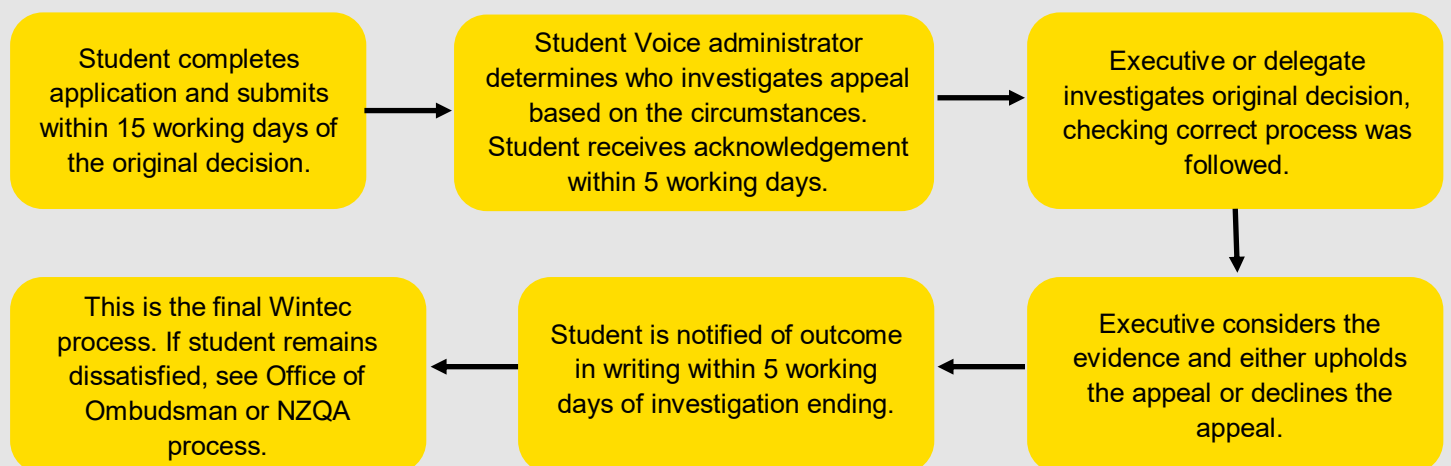 Student completes
application and submits
within 15 working days of
the original decision.
Student Voice administrator
determines who investigates appeal
based on the circumstances.
Student receives acknowledgement
within 5 working days.
Executive or delegate
investigates original decision,
checking correct process was
followed.
Executive considers the
evidence and either upholds
the appeal or declines the
appeal.
Student is notified of outcome
in writing within 5 working
days of investigation ending.
This is the final Wintec
process. If student remains
dissatisfied, see Office of
Ombudsman or NZQA
process.